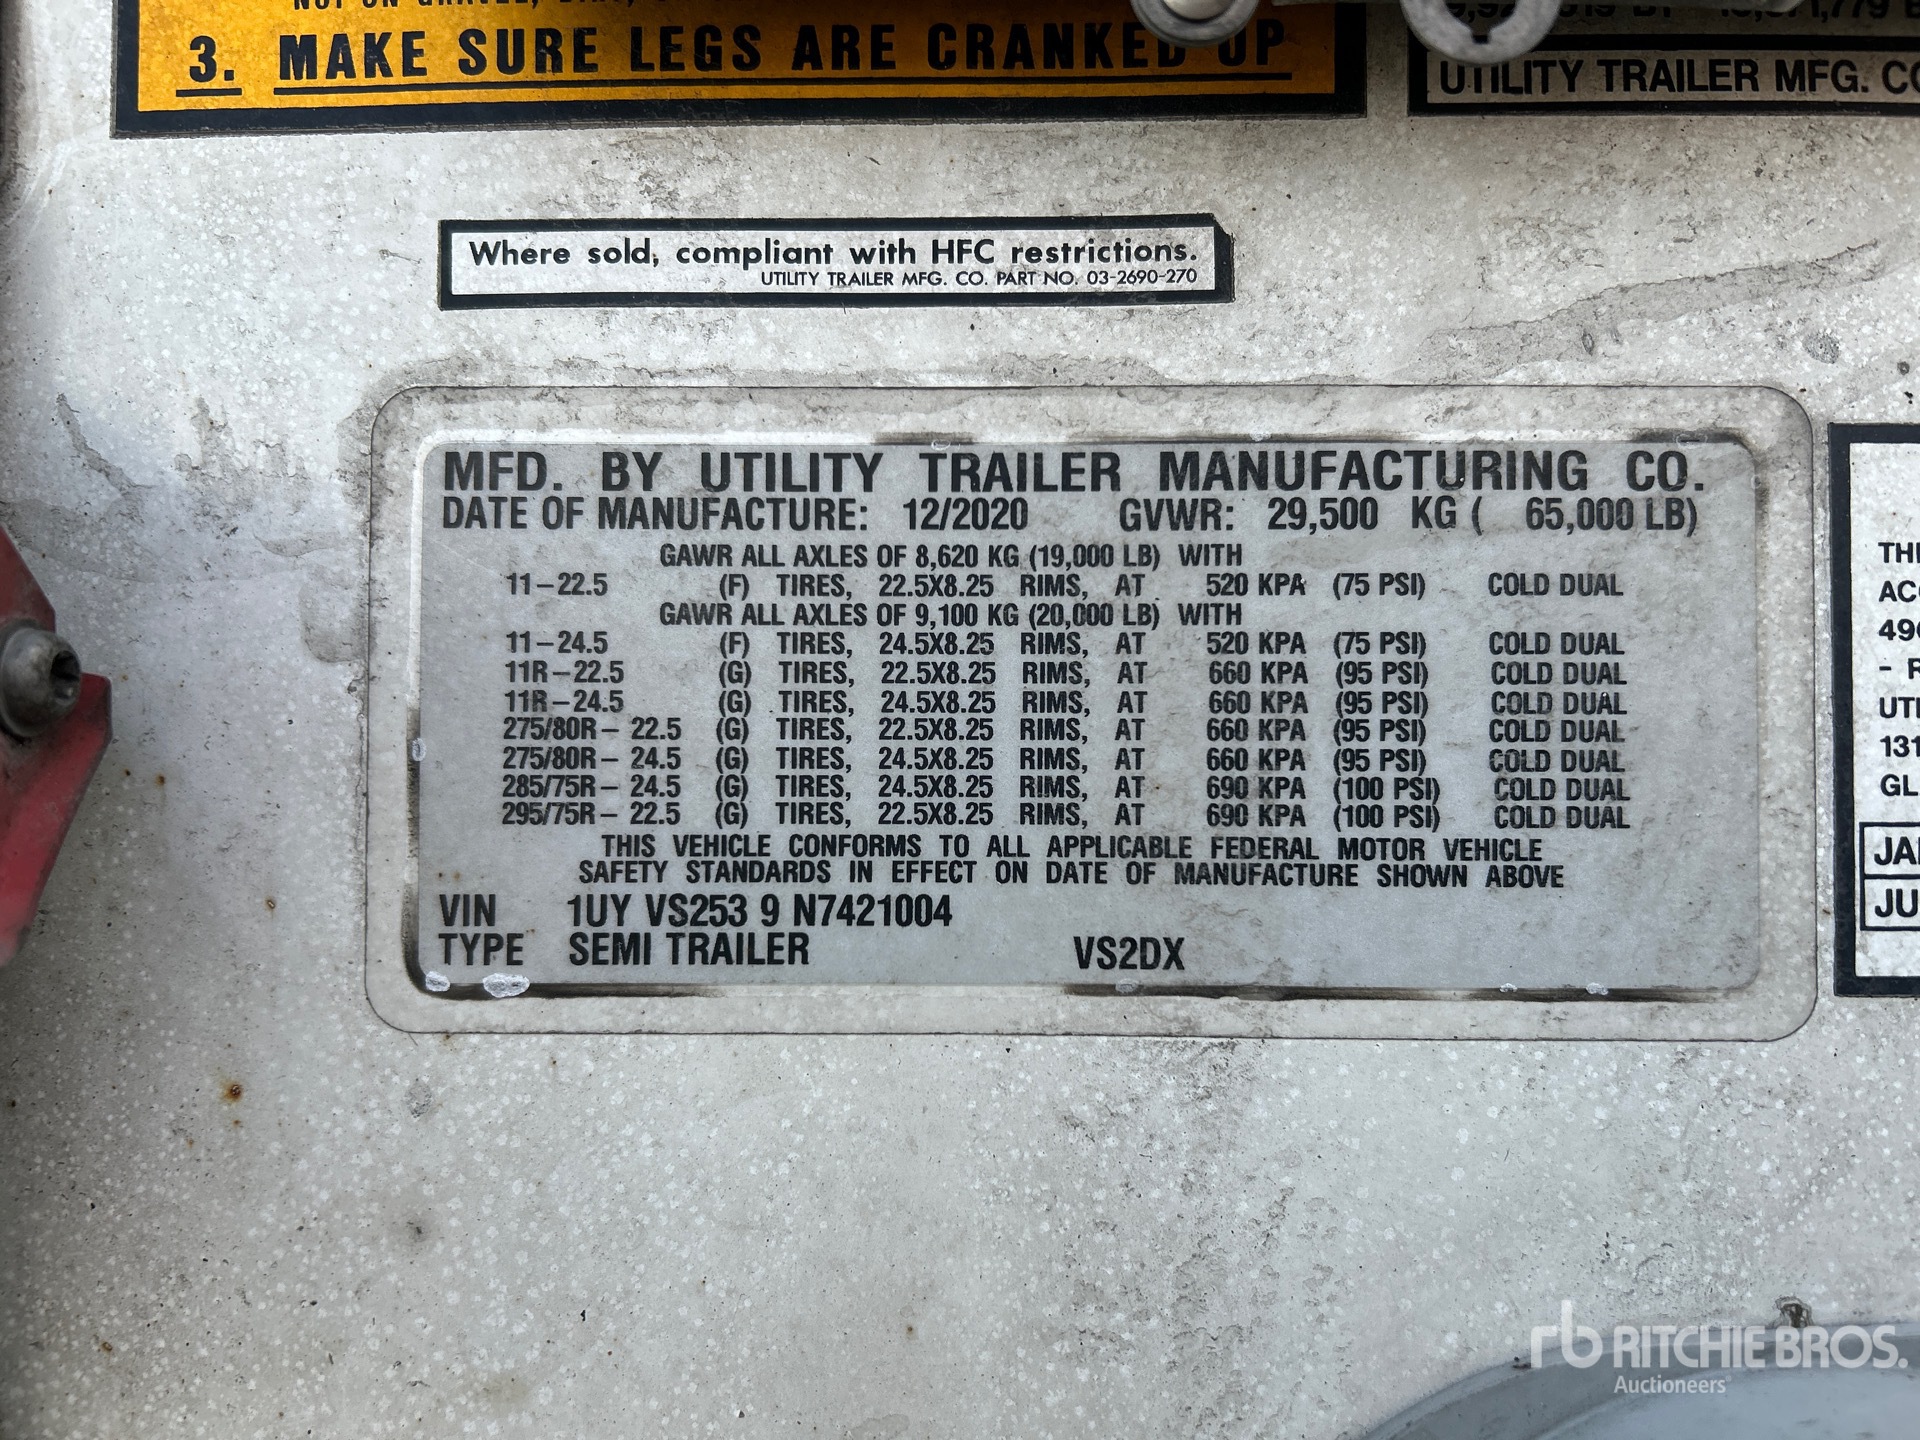 3. MAKE SURE LEGS ARE CRANKED UP
UTILITY TRAILER MFG.
Where sold, compliant with HFC restrictions.
UTILITY TRAILER MFG. CO. PART NO. 03-2690-270
MFD. BY UTILITY TRAILER MANUFACTURING CO.
DATE OF MANUFACTURE: 12/2020 GVWR: 29,500 KG ( 65,000 LB)
GAWR ALL AXLES OF 8,620 KG (19,000 LB) WITH
11-22.5 (F) TIRES, 22.5X8.25 RIMS, AT 520 KPA (75 PSI) COLD DUAL
GAWR ALL AXLES OF 9,100 KG (20,000 LB) WITH
11-24.5 (F) TIRES, 24.5X8.25 RIMS, AT 520 KPA (75 PSI) COLD DUAL
11R-22.5 (G) TIRES, 22.5X8.25 RIMS, AT 660 KPA (95 PSI) COLD DUAL
11R-24.5 (G) TIRES, 24.5X8.25 RIMS, AT 660 KPA (95 PSI) COLD DUAL
275/80R- 22.5 (G) TIRES, 22.5X8.25 RIMS, AT 660 KPA (95 PSI) COLD DUAL
275/80R- 24.5 (G) TIRES, 24.5X8.25 RIMS, AT 660 KPA (95 PSI) COLD DUAL
285/75R- 24.5 (G) TIRES, 24.5X8.25 RIMS, AT 690 KPA (100 PSI) COLD DUAL
295/75R- 22.5 (G) TIRES, 22.5X8.25 RIMS, AT 690 KPA (100 PSI) COLD DUAL
THIS VEHICLE CONFORMS TO ALL APPLICABLE FEDERAL MOTOR VEHICLE
SAFETY STANDARDS IN EFFECT ON DATE OF MANUFACTURE SHOWN ABOVE
VIN 1UY VS253 9 N7421004
TYPE SEMI TRAILER VS2DX
rb RITCHIE BROS.
Auctioneers